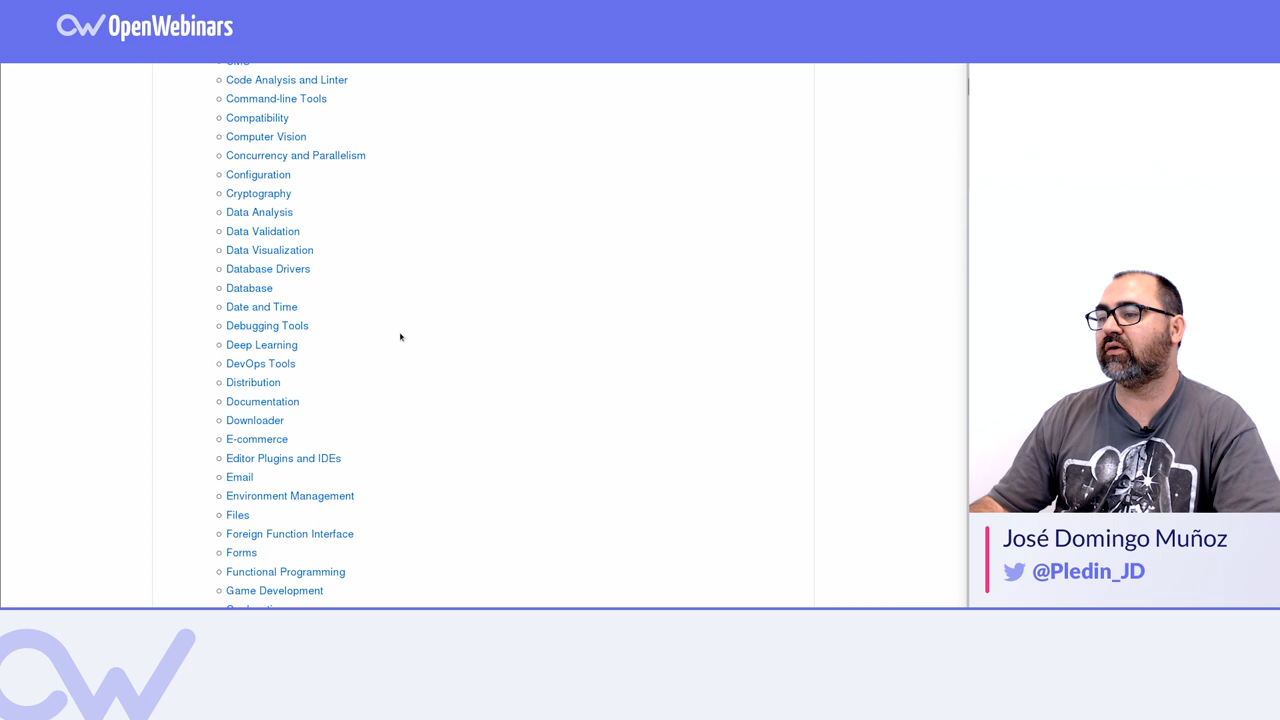 OpenWebinars
Code Analysis and Linter
Command-line Tools
Compatibility
Computer Vision
Concurrency and Parallelism
Configuration
Cryptography
Data Analysis
Data Validation
Data Visualization
Database Drivers
Database
Date and Time
Debugging Tools
Deep Learning
DevOps Tools
Distribution
Documentation
Downloader
E-commerce
Editor Plugins and IDEs
Email
Environment Management
Files
Foreign Function Interface
Forms
Functional Programming
Game Development
José Domingo Muñoz
@Pledin_JD